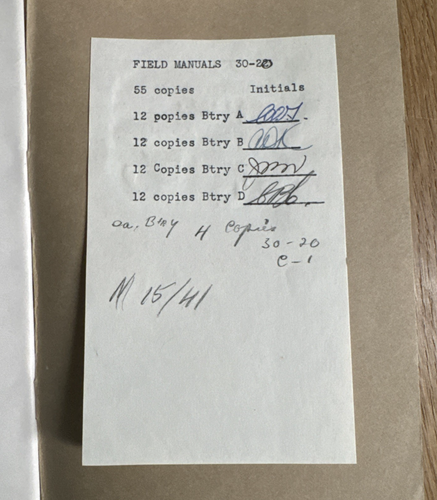 FIELD MANUALS 30-20
55 copies Initials
12 popies Btry A
12 copies Btry B
12 Copies Btry C
12 copies Btry D
Btry 4 Copies
30-20
C-1
15/41